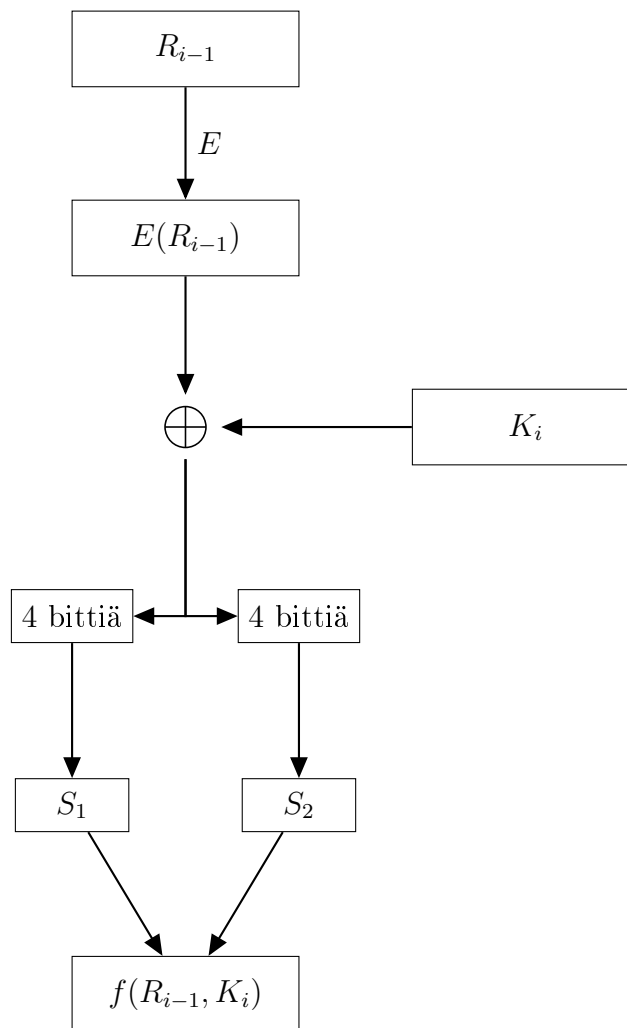 $R_{i-1}$
$E$
$E(R_{i-1})$
$K_i$
4 bittiä 4 bittiä
$S_1$ $S_2$
$f(R_{i-1}, K_i)$